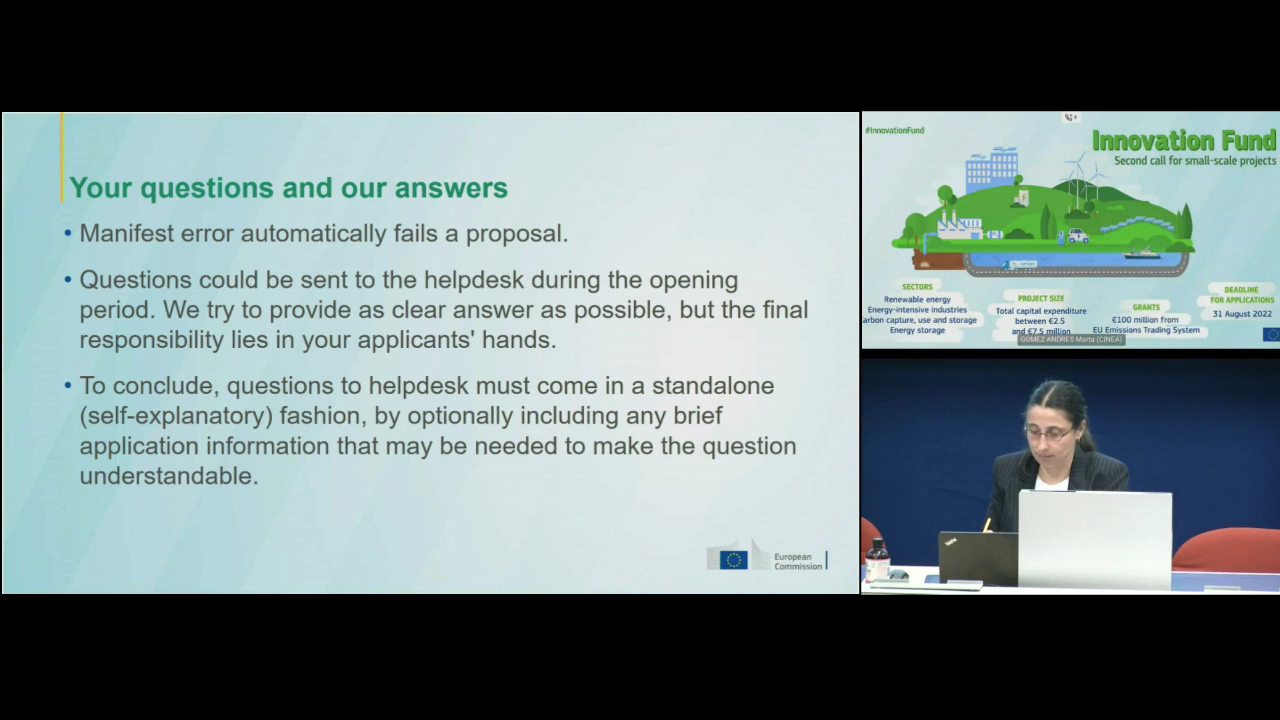 Your questions and our answers
• Manifest error automatically fails a proposal.
• Questions could be sent to the helpdesk during the opening
period. We try to provide as clear answer as possible, but the final
responsibility lies in your applicants' hands.
• To conclude, questions to helpdesk must come in a standalone
(self-explanatory) fashion, by optionally including any brief
application information that may be needed to make the question
understandable.
European
Commission
#InnovationFund
Innovation Fund
Second call for small-scale projects
SECTORS
Renewable energy
Energy-intensive industries
arbon capture, use and storage
Energy storage
PROJECT SIZE
Total capital expenditure
between €2.5
and €7.5 million
GRANTS
€100 million from
EU Emissions Trading System
DEADLINE
FOR APPLICATIONS
31 August 2022
GOMEZ ANDRES Marta (CINEA)
ThinkPad